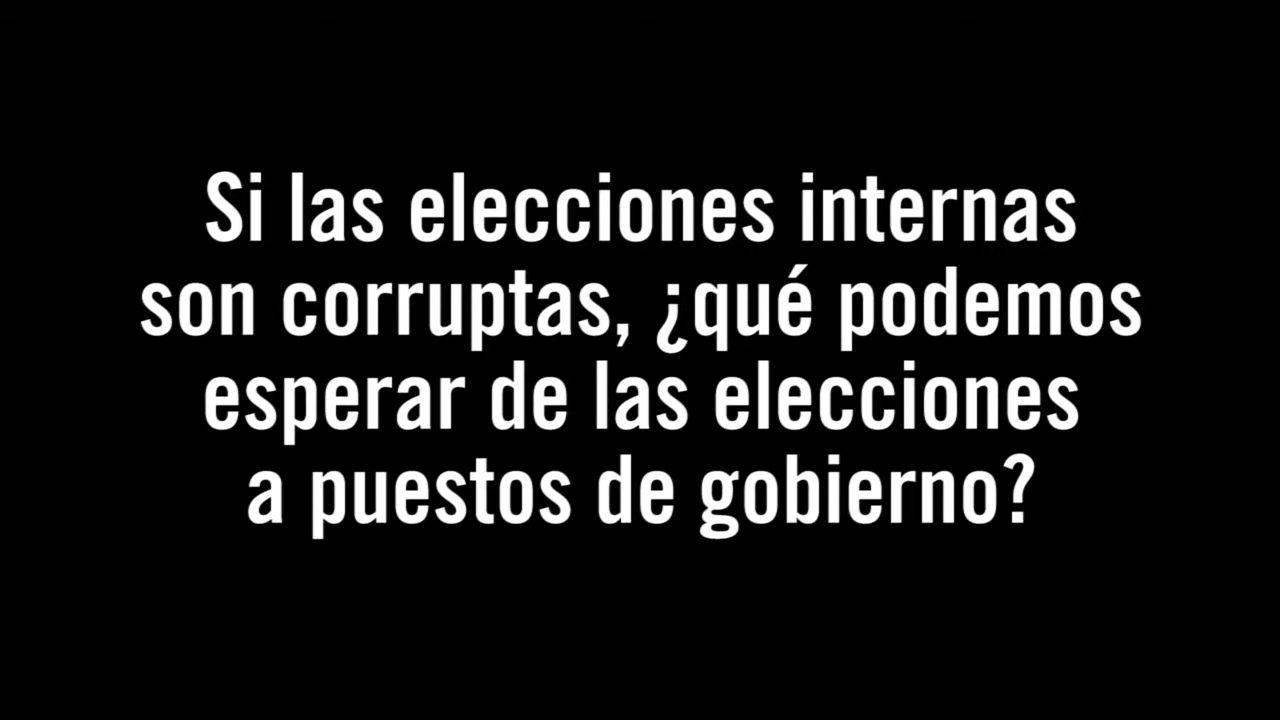 Si las elecciones internas
son corruptas, ¿qué podemos
esperar de las elecciones
a puestos de gobierno?